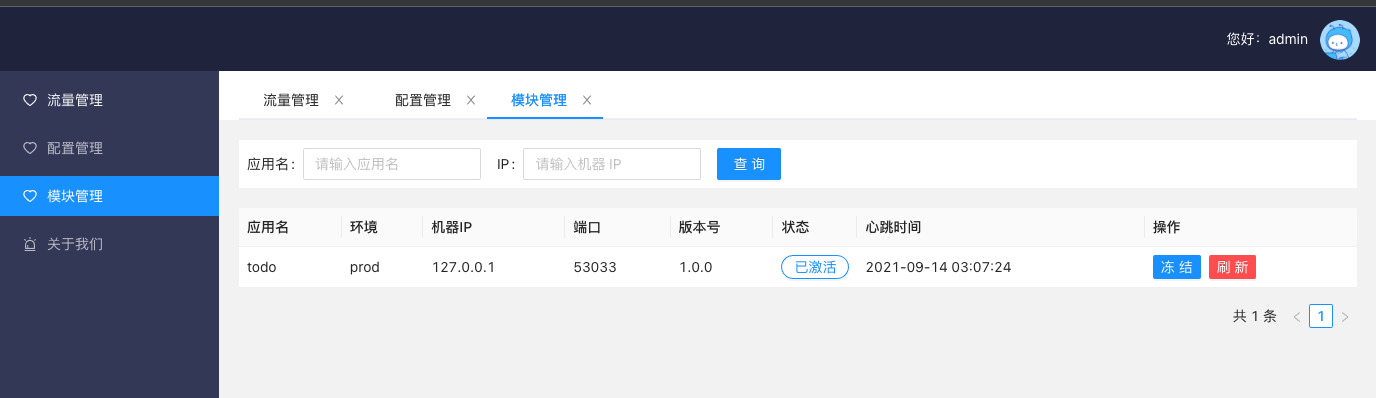 您好：admin
流量管理
配置管理
模块管理
关于我们
流量管理 配置管理 模块管理
应用名： 请输入应用名 IP： 请输入机器 IP 查 询
应用名 环境 机器IP 端口 版本号 状态 心跳时间 操作
todo prod 127.0.0.1 53033 1.0.0 已激活 2021-09-14 03:07:24 冻 结 刷 新
共 1 条 < 1 >